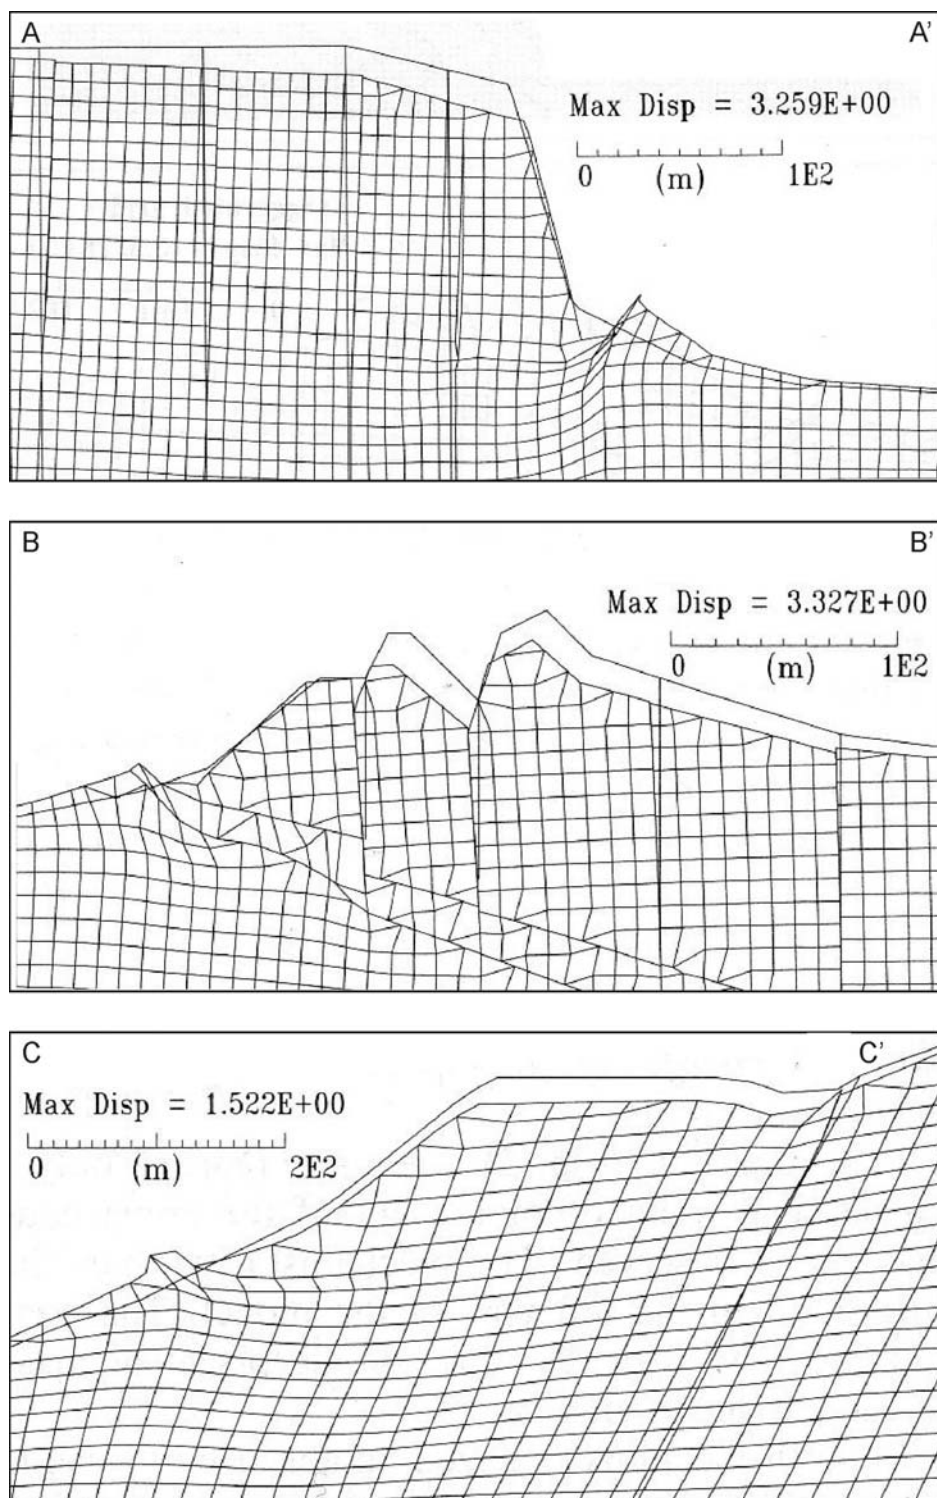 A A’
Max Disp = 3.259E+00
0 (m) 1E2
B B’
Max Disp = 3.327E+00
0 (m) 1E2
C C’
Max Disp = 1.522E+00
0 (m) 2E2